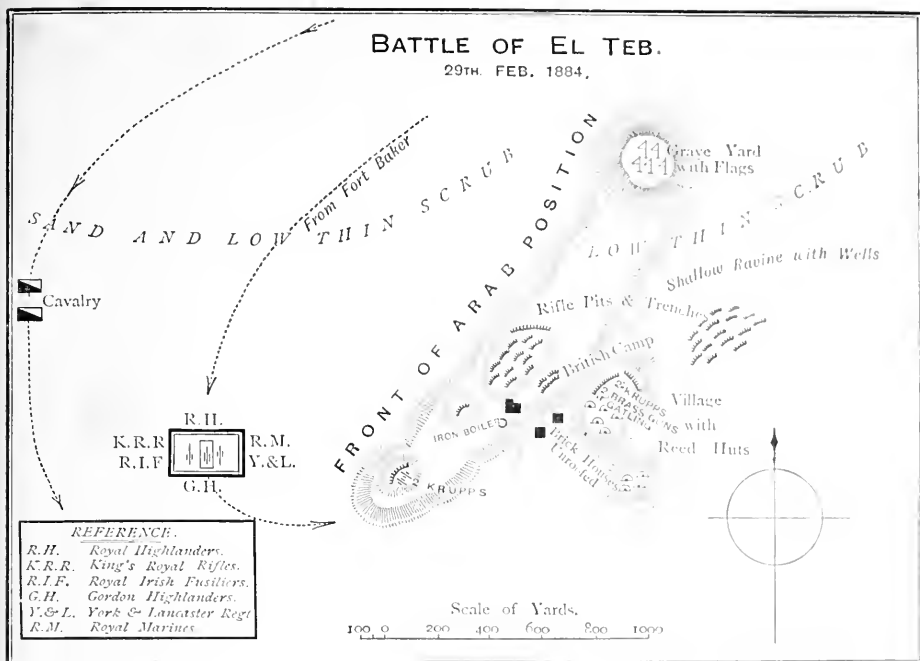 BATTLE OF EL TEB.
29TH. FEB. 1884.
Grave Yard
with Flags
From Fort Baker
SAND AND LOW THIN SCRUB
FRONT OF ARAB POSITION
LOW THIN SCRUB
Shallow Ravine with Wells
Cavalry
Rifle Pits & Trenches
British Camp
2 KRUPPS
2 BRASS GUNS
1 GATLING
Village
with
Reed Huts
IRON BOILER
Brick Houses
Unroofed
KRUPPS
R.H.
K.R.R
R.M.
R.I.F
Y.&L.
G.H.
REFERENCE.
R.H. Royal Highlanders.
K.R.R. King's Royal Rifles.
R.I.F. Royal Irish Fusiliers.
G.H. Gordon Highlanders.
Y.&L. York & Lancaster Regt
R.M. Royal Marines.
Scale of Yards.
100 0 200 400 600 800 1000